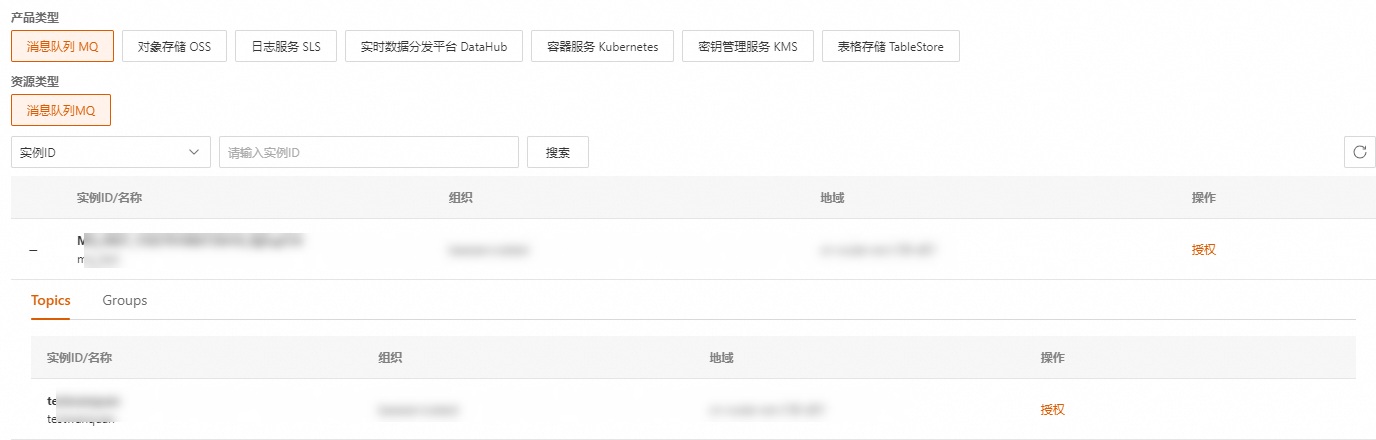 产品类型
消息队列 MQ 对象存储 OSS 日志服务 SLS 实时数据分发平台 DataHub 容器服务 Kubernetes 密钥管理服务 KMS 表格存储 TableStore
资源类型
消息队列MQ
实例ID 请输入实例ID 搜索
实例ID/名称 组织 地域 操作
授权
Topics Groups
实例ID/名称 组织 地域 操作
授权